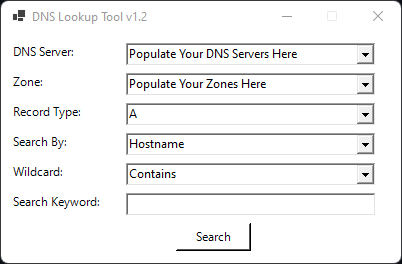 DNS Lookup Tool v1.2
DNS Server: Populate Your DNS Servers Here
Zone: Populate Your Zones Here
Record Type: A
Search By: Hostname
Wildcard: Contains
Search Keyword:
Search